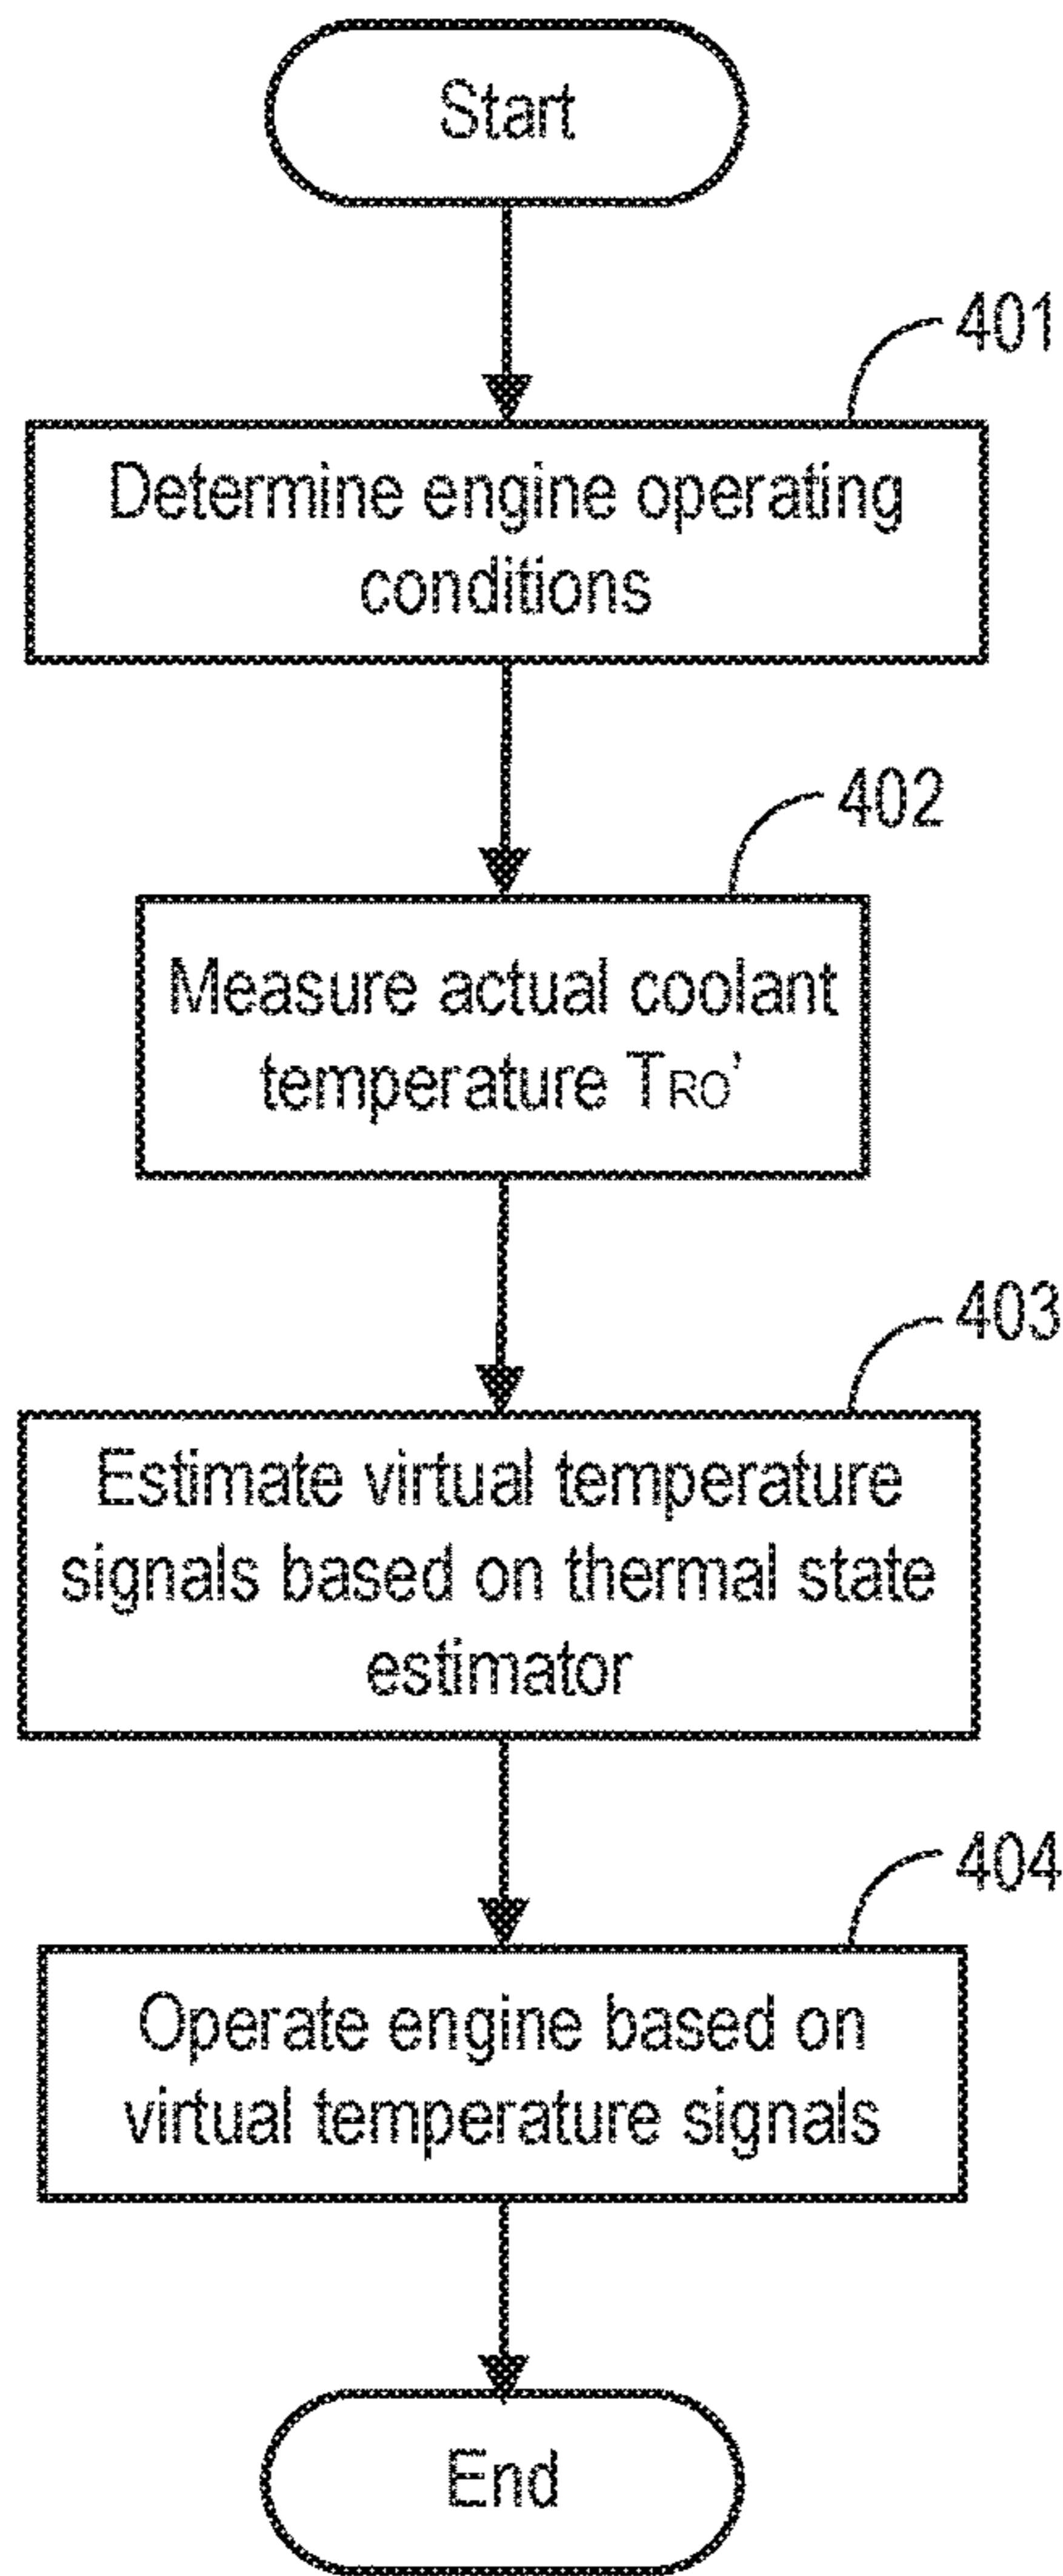 Start
401
Determine engine operating
conditions
402
Measure actual coolant
temperature TRO'
403
Estimate virtual temperature
signals based on thermal state
estimator
404
Operate engine based on
virtual temperature signals
End